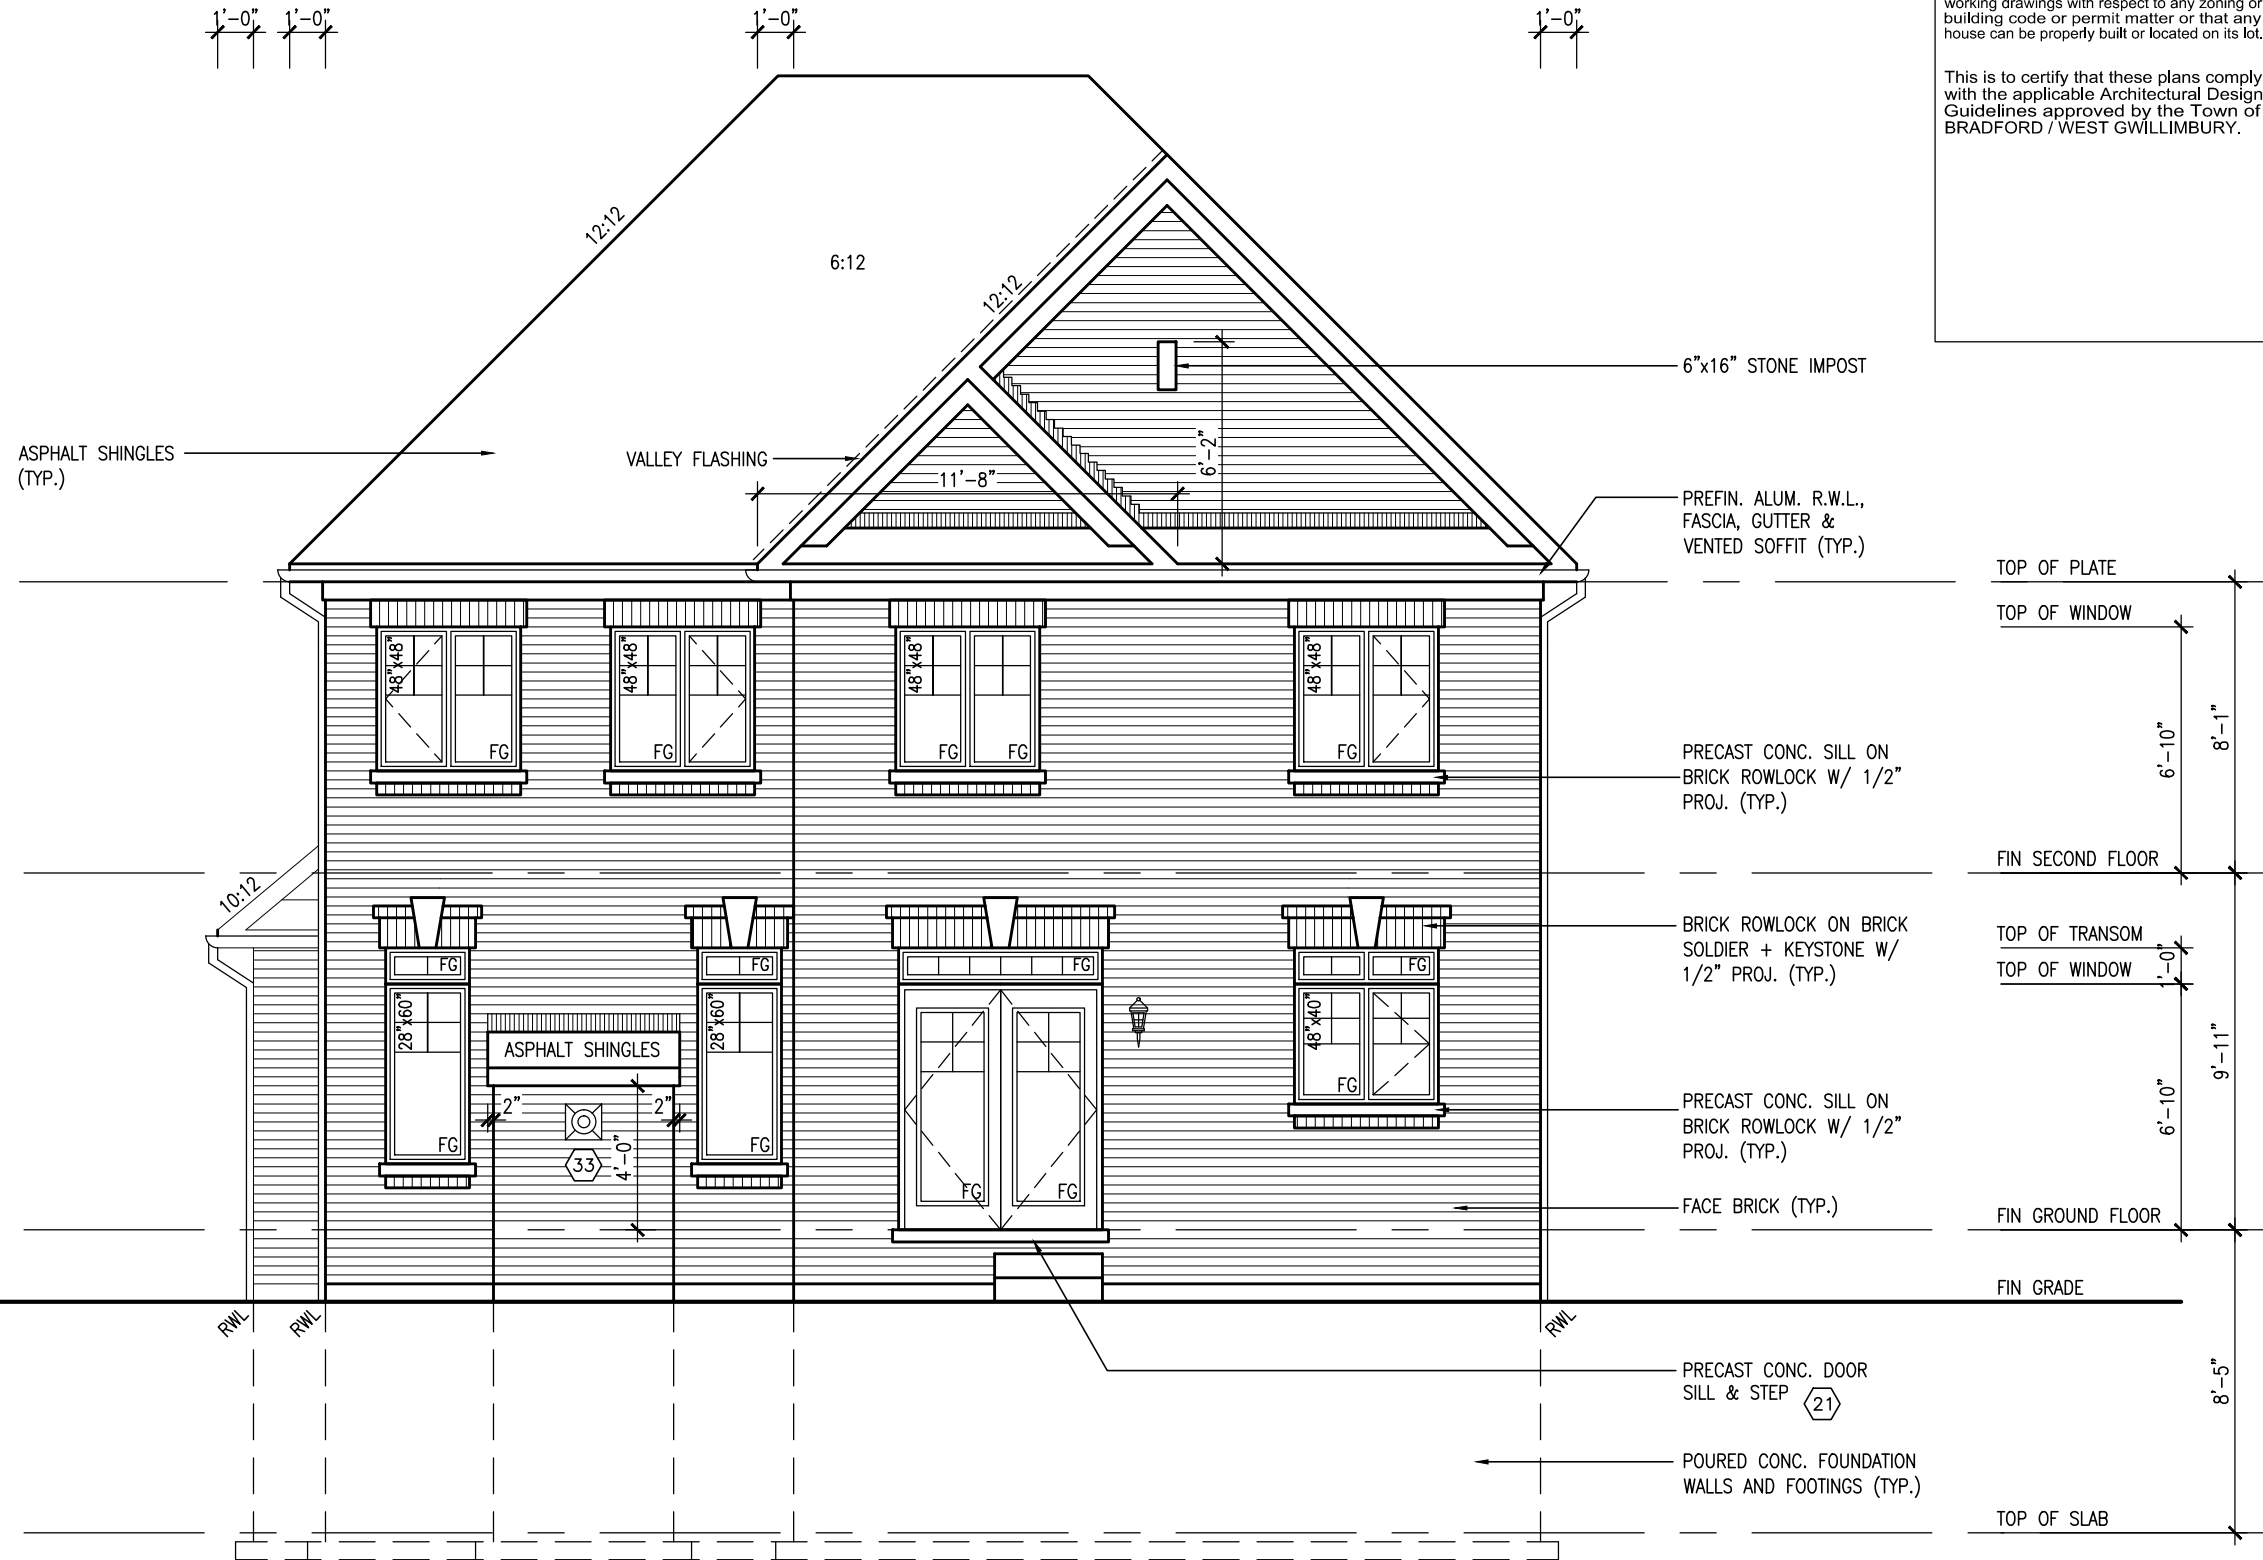 1'-0" 1'-0" 1'-0" 1'-0"
working drawings with respect to any zoning or
building code or permit matter or that any
house can be properly built or located on its lot.
This is to certify that these plans comply
with the applicable Architectural Design
Guidelines approved by the Town of
BRADFORD / WEST GWILLIMBURY.
12:12
6:12
12:12
6"x16" STONE IMPOST
ASPHALT SHINGLES
(TYP.)
VALLEY FLASHING
11'-8"
6'-2"
PREFIN. ALUM. R.W.L.,
FASCIA, GUTTER &
VENTED SOFFIT (TYP.)
TOP OF PLATE
TOP OF WINDOW
48"x48" 48"x48" 48"x48" 48"x48"
FG FG FG FG FG
PRECAST CONC. SILL ON
BRICK ROWLOCK W/ 1/2"
PROJ. (TYP.)
6'-10"
8'-1"
FIN SECOND FLOOR
10:12
BRICK ROWLOCK ON BRICK
SOLDIER + KEYSTONE W/
1/2" PROJ. (TYP.)
TOP OF TRANSOM
TOP OF WINDOW
1'-0"
FG FG FG FG
28"x60" 28"x60" 48"x40"
ASPHALT SHINGLES
9'-11"
FG
2" 2"
PRECAST CONC. SILL ON
BRICK ROWLOCK W/ 1/2"
PROJ. (TYP.)
6'-10"
FG FG
33
4'-0"
FG FG
FACE BRICK (TYP.)
FIN GROUND FLOOR
FIN GRADE
RWL RWL RWL
PRECAST CONC. DOOR
SILL & STEP 21
8'-5"
POURED CONC. FOUNDATION
WALLS AND FOOTINGS (TYP.)
TOP OF SLAB